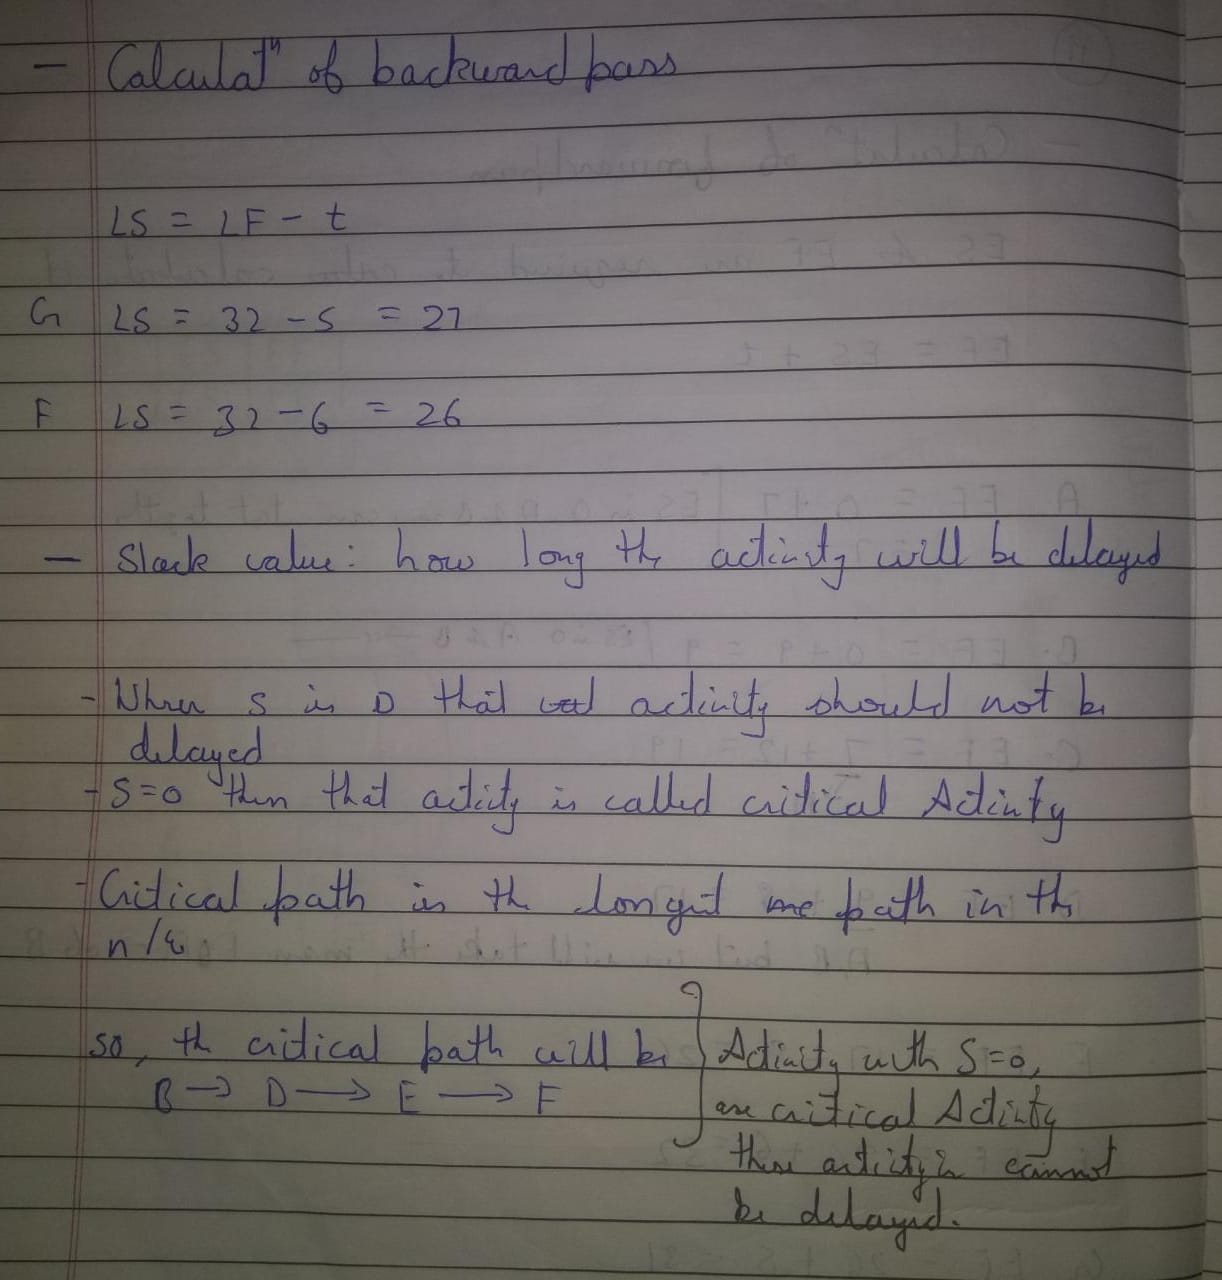 - Calculatⁿ of backward pass
LS = LF - t
G LS = 32 - 5 = 27
F LS = 32 - 6 = 26
- Slack value: how long the activity will be delayed
- When S is 0 that activity should not be
delayed
- S=0 then that activity is called critical Activity
- Critical path is the longest path in the
n/w
so, the critical path will be
B → D → E → F
Activity with S=0,
are critical Activity
these activity cannot
be delayed.